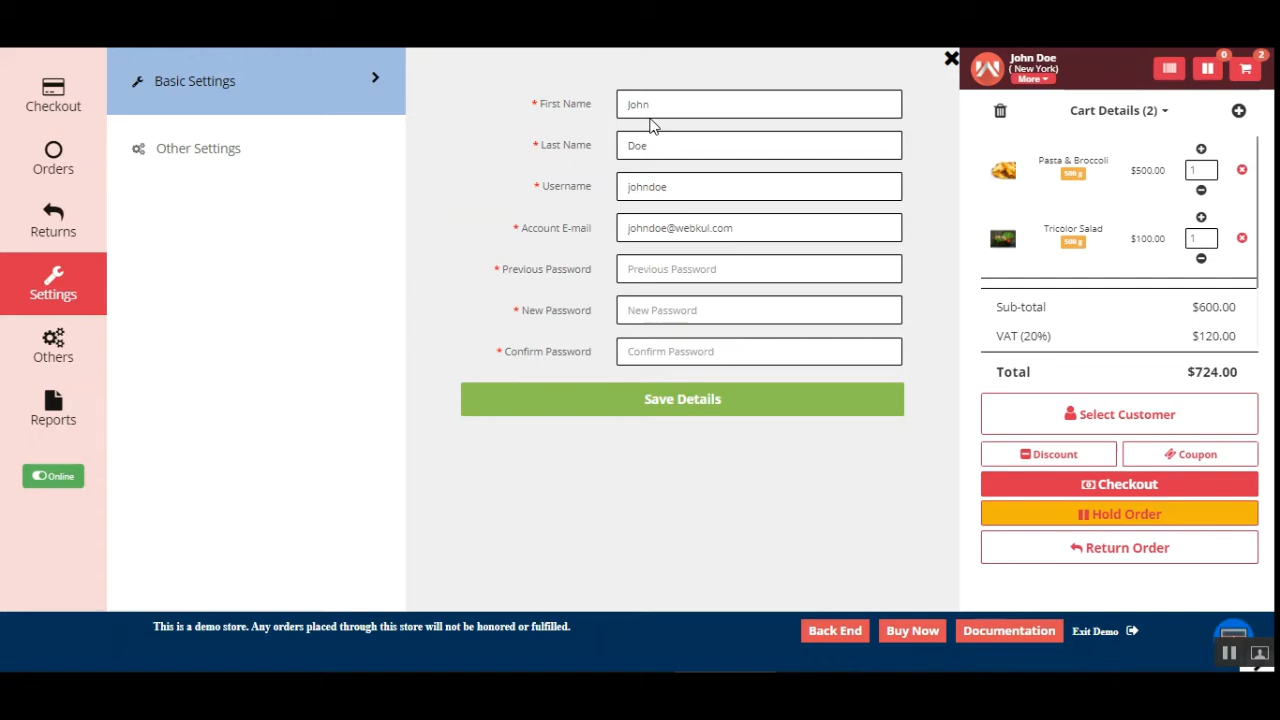 Checkout
Orders
Returns
Settings
Others
Reports
Online
Basic Settings
Other Settings
* First Name John
* Last Name Doe
* Username johndoe
* Account E-mail johndoe@webkul.com
* Previous Password Previous Password
* New Password New Password
* Confirm Password Confirm Password
Save Details
John Doe
( New York)
More
0
2
Cart Details (2)
Pasta & Broccoli
500 g
$500.00
1
Tricolor Salad
500 g
$100.00
1
Sub-total $600.00
VAT (20%) $120.00
Total $724.00
Select Customer
Discount Coupon
Checkout
Hold Order
Return Order
This is a demo store. Any orders placed through this store will not be honored or fulfilled.
Back End Buy Now Documentation Exit Demo